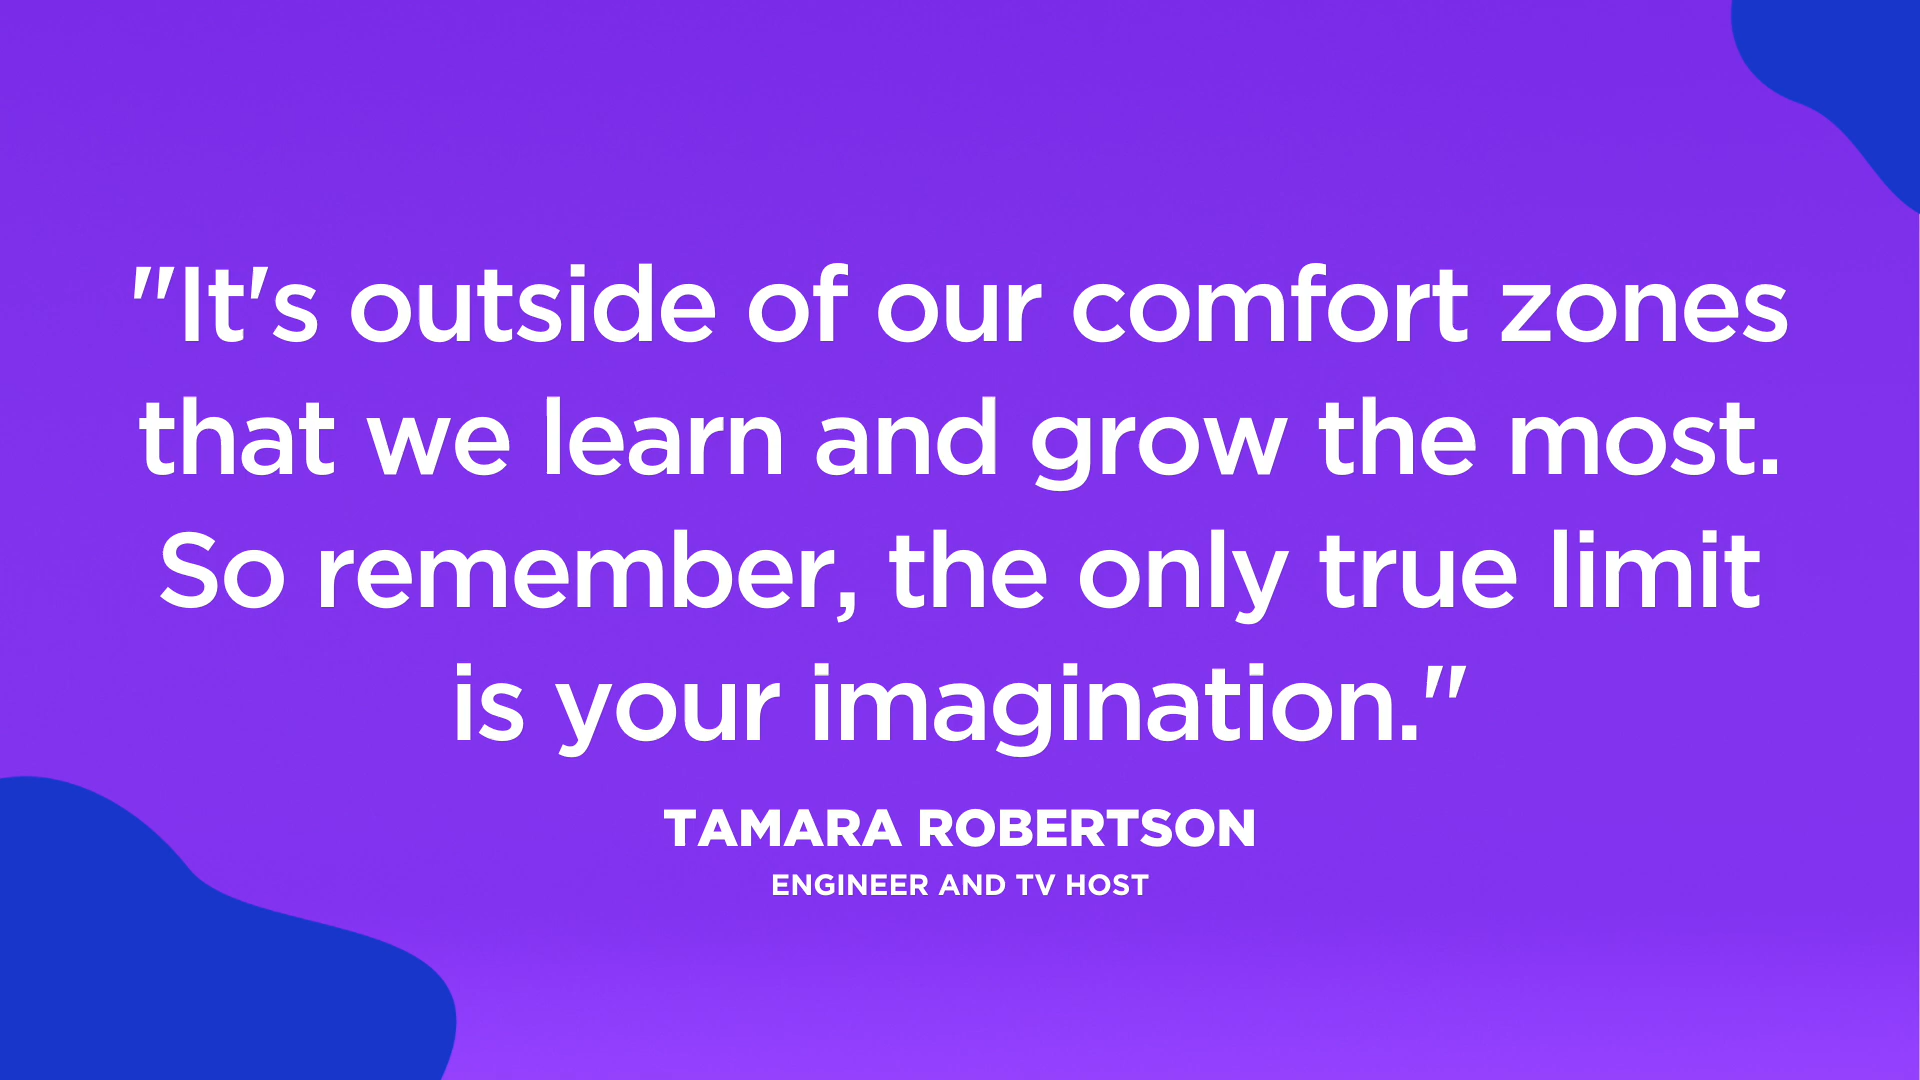 "It's outside of our comfort zones
that we learn and grow the most.
So remember, the only true limit
is your imagination."
TAMARA ROBERTSON
ENGINEER AND TV HOST